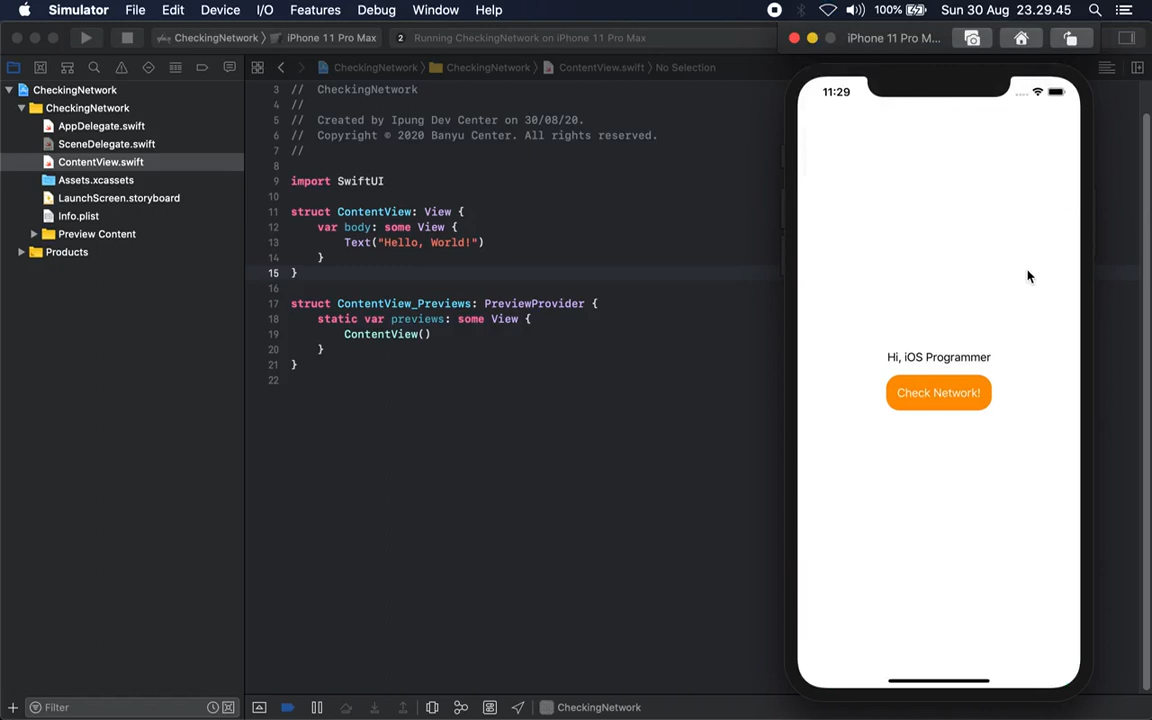 Simulator File Edit Device I/O Features Debug Window Help 100% Sun 30 Aug 23.29.45
CheckingNetwork 〉 iPhone 11 Pro Max 2 Running CheckingNetwork on iPhone 11 Pro Max
iPhone 11 Pro M...
CheckingNetwork
CheckingNetwork
AppDelegate.swift
SceneDelegate.swift
ContentView.swift
Assets.xcassets
LaunchScreen.storyboard
Info.plist
Preview Content
Products
Filter
CheckingNetwork 〉 CheckingNetwork 〉 ContentView.swift 〉 No Selection
3 // CheckingNetwork
4 //
5 // Created by Ipung Dev Center on 30/08/20.
6 // Copyright © 2020 Banyu Center. All rights reserved.
7 //
8
9 import SwiftUI
10
11 struct ContentView: View {
12 var body: some View {
13 Text("Hello, World!")
14 }
15 }
16
17 struct ContentView_Previews: PreviewProvider {
18 static var previews: some View {
19 ContentView()
20 }
21 }
22
CheckingNetwork
11:29
Hi, iOS Programmer
Check Network!